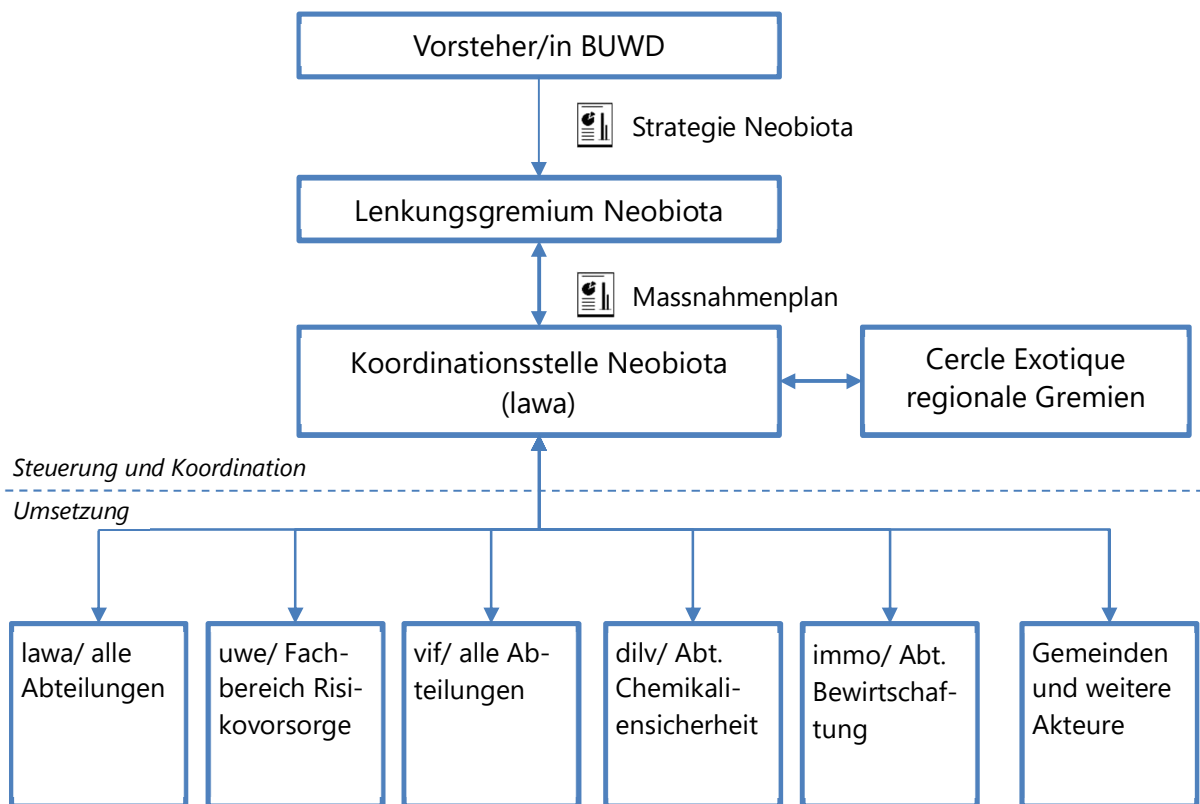 Vorsteher/in BUWD
Strategie Neobiota
Lenkungsgremium Neobiota
Massnahmenplan
Koordinationsstelle Neobiota
(lawa)
Cercle Exotique
regionale Gremien
Steuerung und Koordination
Umsetzung
lawa/ alle
Abteilungen
uwe/ Fach-
bereich Risi-
kovorsorge
vif/ alle Ab-
teilungen
dilv/ Abt.
Chemikali-
ensicherheit
immo/ Abt.
Bewirtschaf-
tung
Gemeinden
und weitere
Akteure